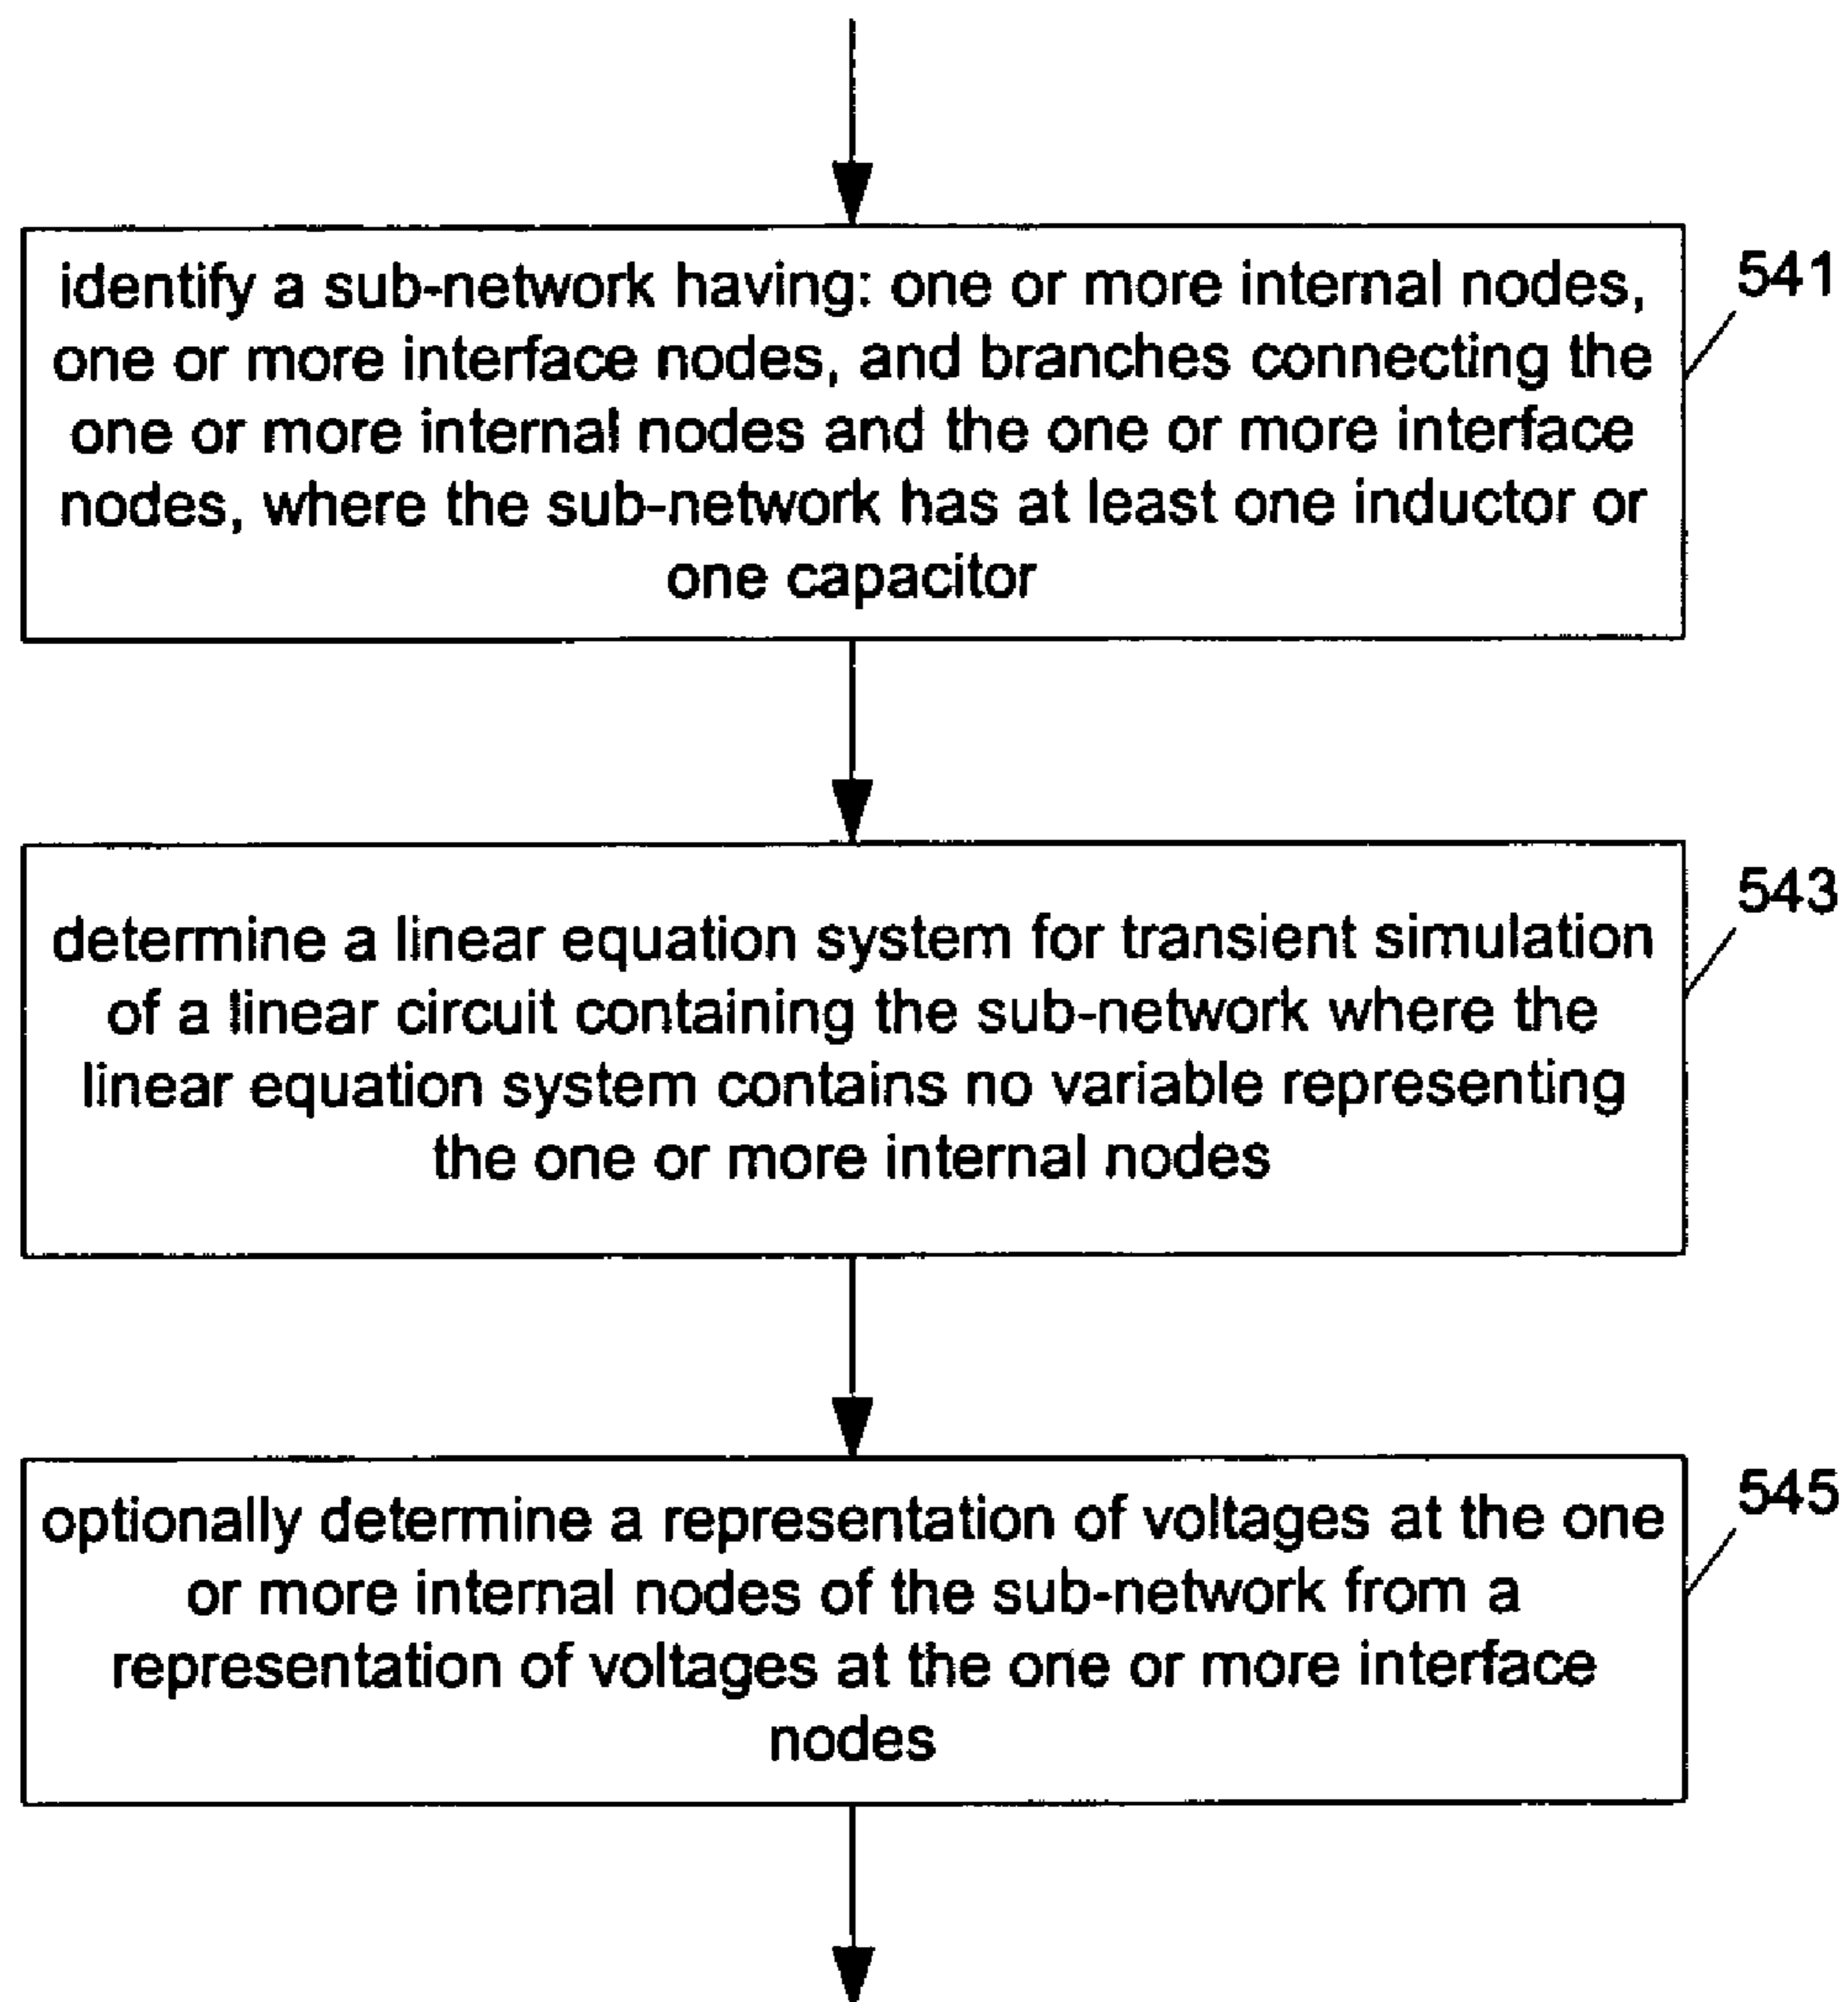 identify a sub-network having: one or more internal nodes,
one or more interface nodes, and branches connecting the
one or more internal nodes and the one or more interface
nodes, where the sub-network has at least one inductor or
one capacitor
541
determine a linear equation system for transient simulation
of a linear circuit containing the sub-network where the
linear equation system contains no variable representing
the one or more internal nodes
543
optionally determine a representation of voltages at the one
or more internal nodes of the sub-network from a
representation of voltages at the one or more interface
nodes
545